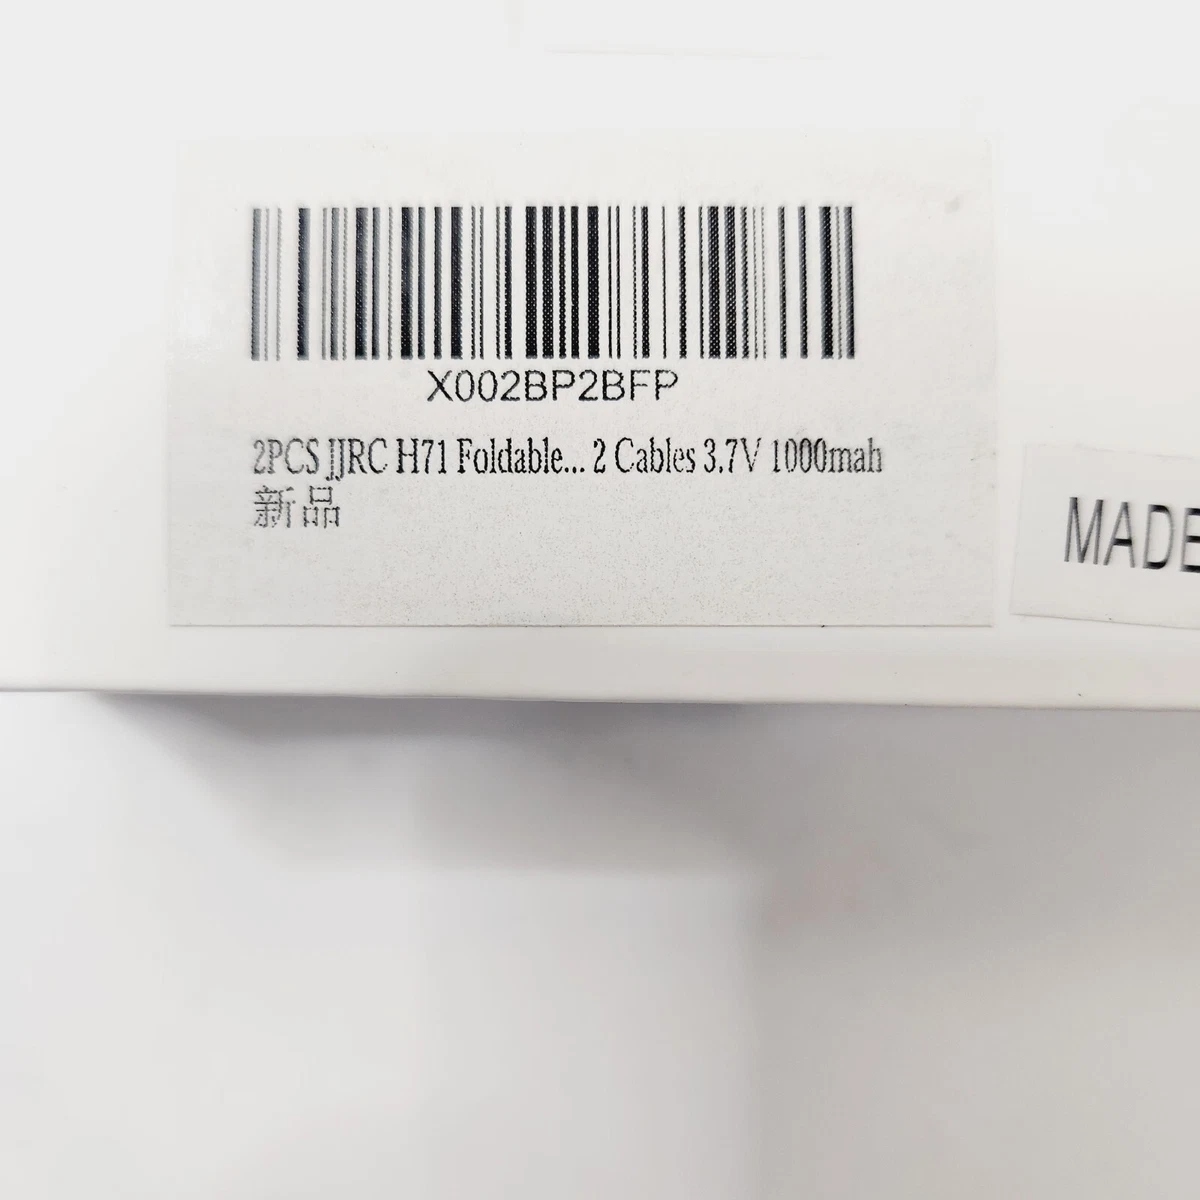 X002BP2BFP
2PCS JJRC H71 Foldable... 2 Cables 3.7V 1000mah
新品
MADE